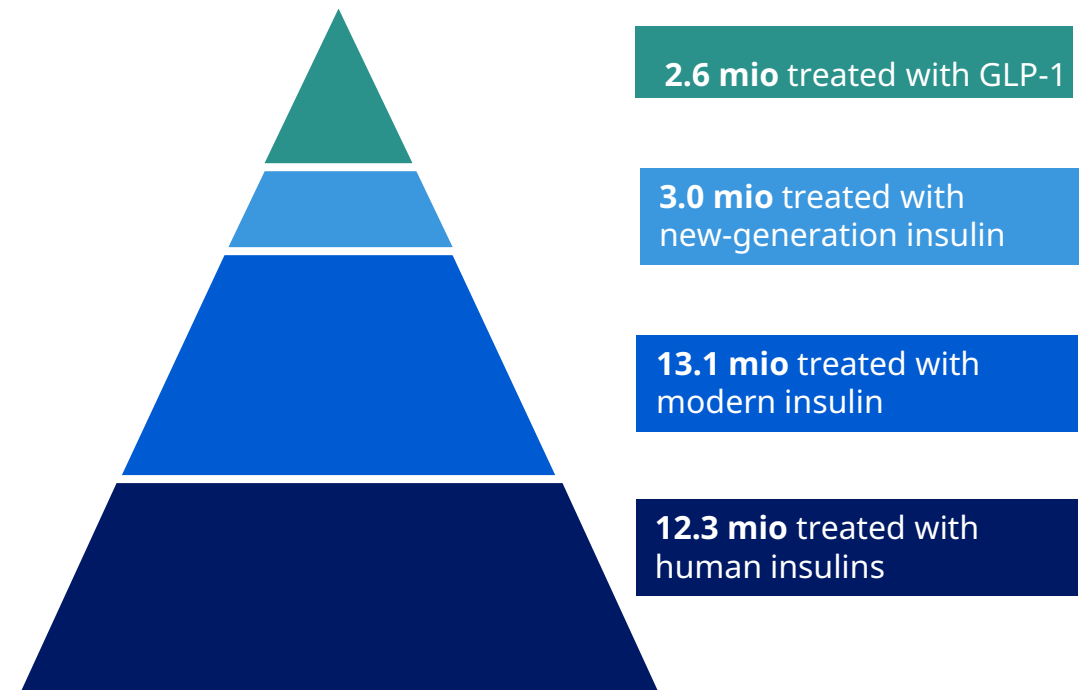 2.6 mio treated with GLP-1
3.0 mio treated with
new-generation insulin
13.1 mio treated with
modern insulin
12.3 mio treated with
human insulins